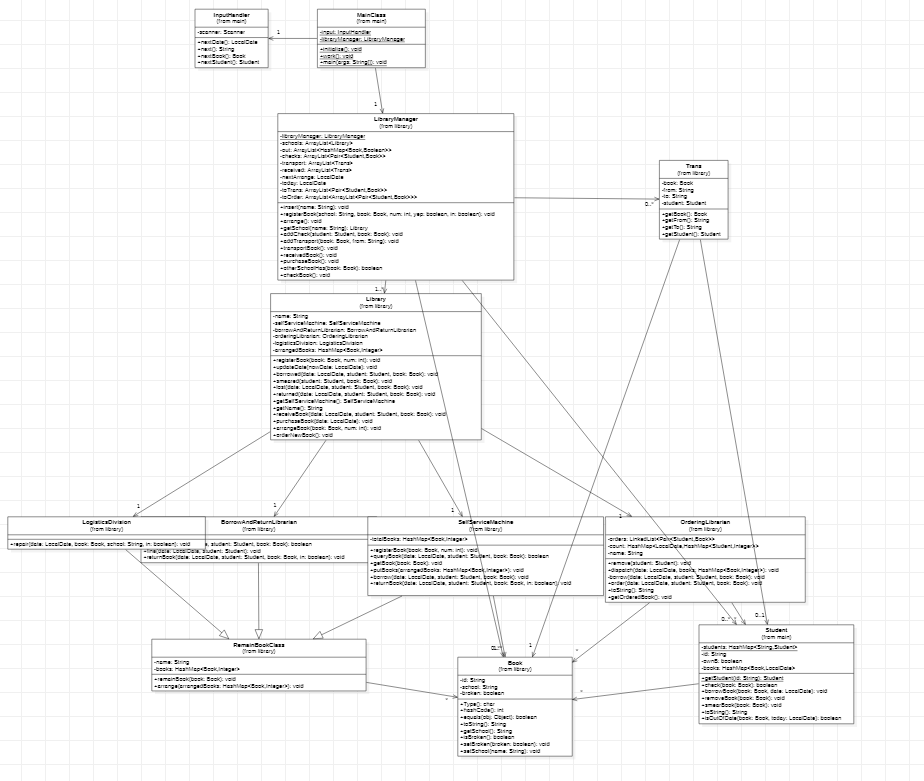 InputHandler
(from main)
-scanner: Scanner
+nextDate(): LocalDate
+next(): String
+nextBook(): Book
+nextStudent(): Student
1
MainClass
(from main)
-input: InputHandler
-libraryManager: LibraryManager
+initialise(): void
+work(): void
+main(args: String[]): void
1
LibraryManager
(from library)
-libraryManager: LibraryManager
-schools: ArrayList<Library>
-out: ArrayList<HashMap<Book,Boolean>>
-checks: ArrayList<Pair<Student,Book>>
-transport: ArrayList<Trans>
-received: ArrayList<Trans>
-nextArrange: LocalDate
-today: LocalDate
-toTrans: ArrayList<Pair<Student,Book>>
-toOrder: ArrayList<ArrayList<Pair<Student,Book>>>
+insert(name: String): void
+registerBook(school: String, book: Book, num: int, yep: boolean, in: boolean): void
+arrange(): void
+getSchool(name: String): Library
+addCheck(student: Student, book: Book): void
+addTransport(book: Book, from: String): void
+transportBook(): void
+receivedBook(): void
+purchaseBook(): void
+otherSchoolHas(book: Book): boolean
+checkBook(): void
0..*
Trans
(from library)
-book: Book
-from: String
-to: String
-student: Student
+getBook(): Book
+getFrom(): String
+getTo(): String
+getStudent(): Student
1..*
Library
(from library)
-name: String
-selfServiceMachine: SelfServiceMachine
-borrowAndReturnLibrarian: BorrowAndReturnLibrarian
-orderingLibrarian: OrderingLibrarian
-logisticsDivision: LogisticsDivision
-arrangedBooks: HashMap<Book,Integer>
+registerBook(book: Book, num: int): void
+updateDate(nowDate: LocalDate): void
+borrowed(date: LocalDate, student: Student, book: Book): void
+smeared(student: Student, book: Book): void
+lost(date: LocalDate, student: Student, book: Book): void
+returned(date: LocalDate, student: Student, book: Book): void
+getSelfServiceMachine(): SelfServiceMachine
+getName(): String
+receiveBook(date: LocalDate, student: Student, book: Book): void
+purchaseBook(date: LocalDate): void
+arrangeBook(book: Book, num: int): void
+orderNewBook(): void
1
1
1
1
LogisticsDivision
(from library)
+repair(date: LocalDate, book: Book, school: String, in: boolean): void
BorrowAndReturnLibrarian
(from library)
e, student: Student, book: Book): boolean
+fine(date: LocalDate, student: Student): void
+returnBook(date: LocalDate, student: Student, book: Book, in: boolean): void
SelfServiceMachine
(from library)
-totalBooks: HashMap<Book,Integer>
+registerBook(book: Book, num: int): void
+queryBook(date: LocalDate, student: Student, book: Book): boolean
+getBook(book: Book): void
+putBooks(arrangedBooks: HashMap<Book,Integer>): void
+borrow(date: LocalDate, student: Student, book: Book): void
+returnBook(date: LocalDate, student: Student, book: Book, in: boolean): void
OrderingLibrarian
(from library)
-orders: LinkedList<Pair<Student,Book>>
-count: HashMap<LocalDate,HashMap<Student,Integer>>
-name: String
+remove(student: Student): void
+dispatch(date: LocalDate, books: HashMap<Book,Integer>): void
-borrow(date: LocalDate, student: Student, book: Book): void
+order(date: LocalDate, student: Student, book: Book): void
+toString(): String
+getOrderedBook(): void
RemainBookClass
(from library)
-name: String
-books: HashMap<Book,Integer>
+remainBook(book: Book): void
+arrange(arrangedBooks: HashMap<Book,Integer>): void
*
1
*
Book
(from library)
-id: String
-school: String
-broken: boolean
+Type(): char
+hashCode(): int
+equals(obj: Object): boolean
+toString(): String
+getSchool(): String
+isBroken(): boolean
+setBroken(broken: boolean): void
+setSchool(name: String): void
*
0..*
0..1
Student
(from main)
-students: HashMap<String,Student>
-id: String
-ownB: boolean
-books: HashMap<Book,LocalDate>
+getStudent(id: String): Student
+check(book: Book): boolean
+borrowBook(book: Book, date: LocalDate): void
+removeBook(book: Book): void
+smearBook(book: Book): void
+toString(): String
+isOutOfDate(book: Book, today: LocalDate): boolean